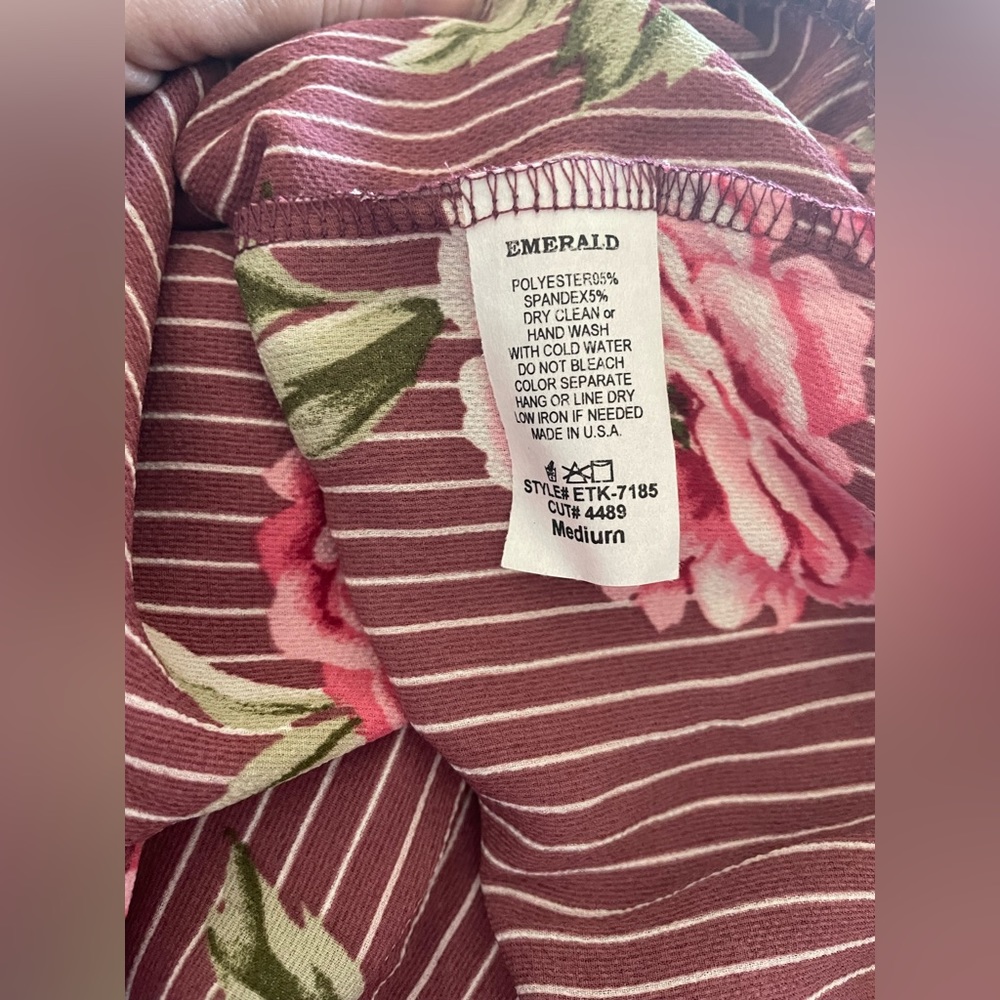 EMERALD
POLYESTER95%
SPANDEX5%
DRY CLEAN or
HAND WASH
WITH COLD WATER
DO NOT BLEACH
COLOR SEPARATE
HANG OR LINE DRY
LOW IRON IF NEEDED
MADE IN U.S.A.
STYLE# ETK-7185
CUT# 4489
Medium